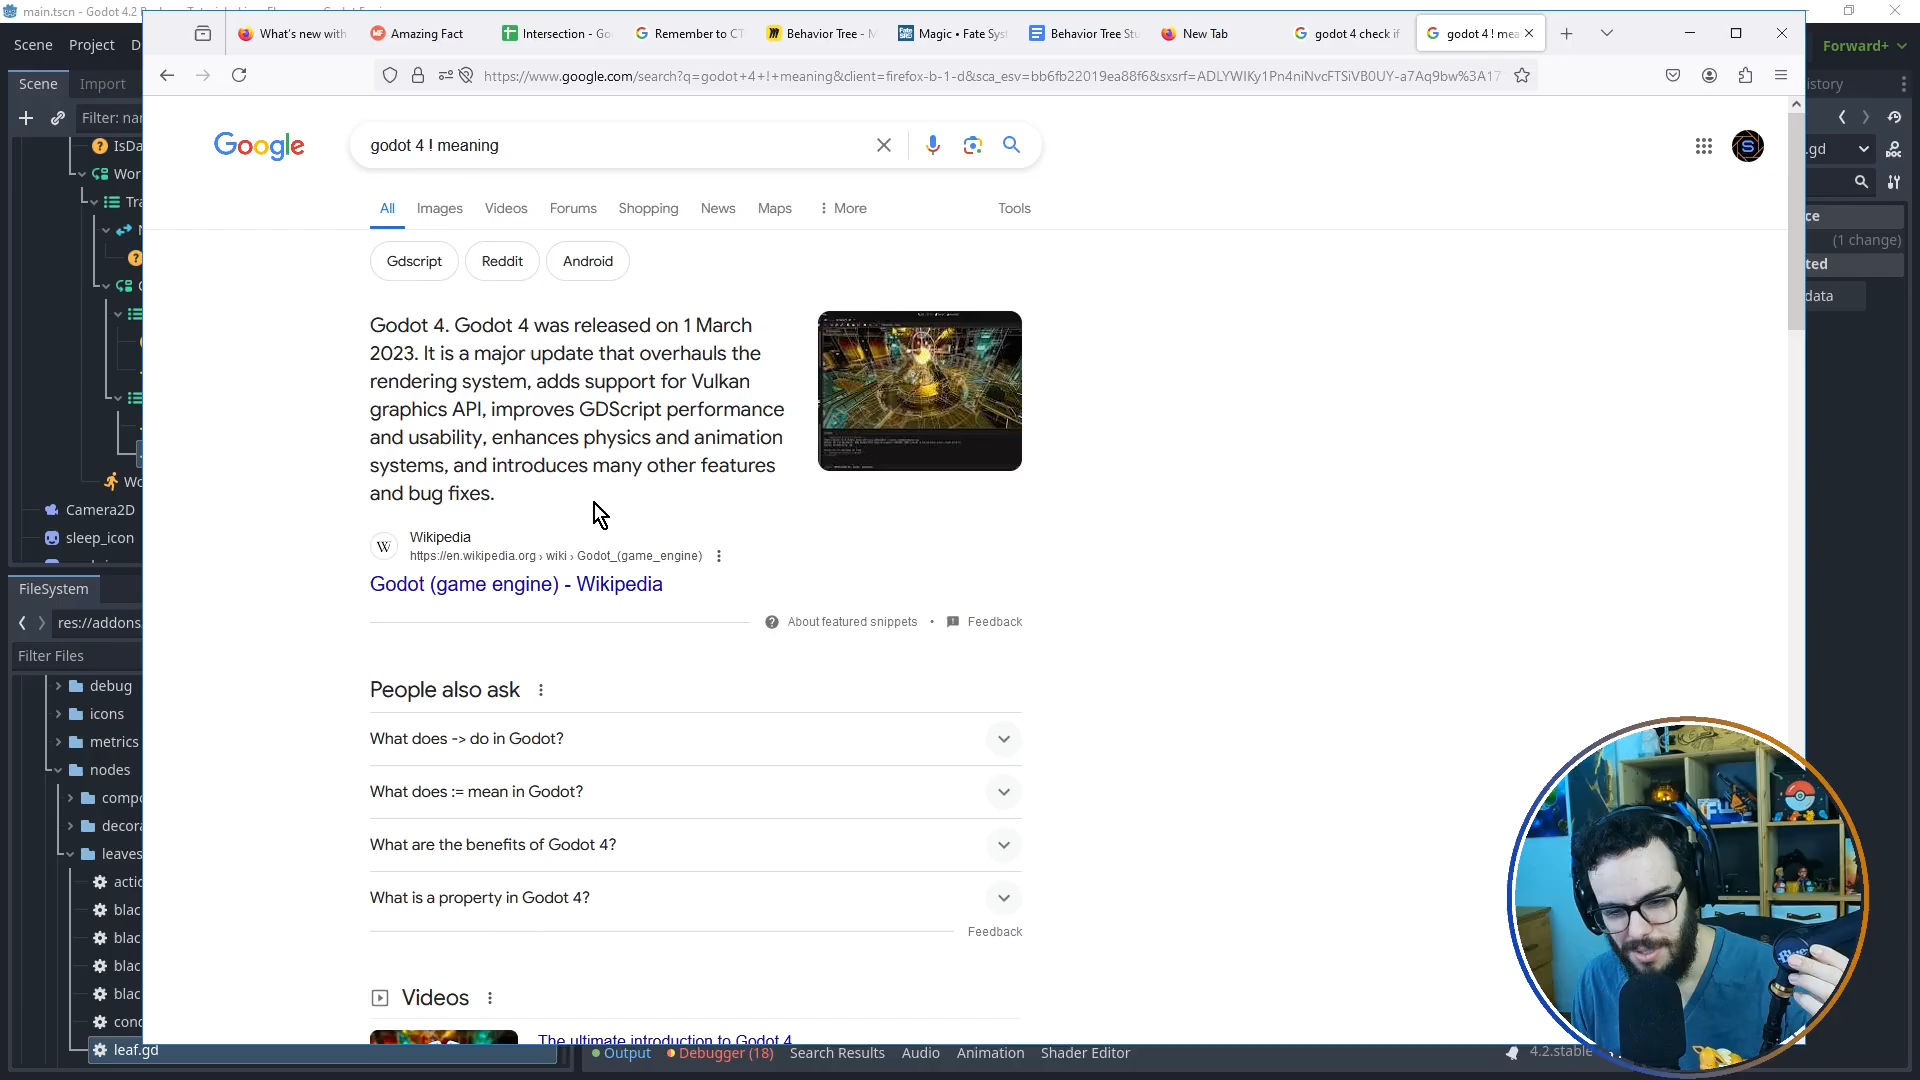 main.tscn - Godot 4.2
What's new with
Amazing Fact
Intersection - Go
Remember to CT
Behavior Tree - M
Magic • Fate Sys
Behavior Tree Stu
New Tab
godot 4 check if
godot 4 ! mea
Scene Project D
Forward+
https://www.google.com/search?q=godot+4+!+meaning&client=firefox-b-1-d&sca_esv=bb6fb22019ea88f6&sxsrf=ADLYWIKy1Pn4niNvcFTSiVB0UY-a7Aq9bw%3A17
Scene Import
istory
Filter: nar
Google
godot 4 ! meaning
S
.gd
IsDa
Wor
Tra
All Images Videos Forums Shopping News Maps More Tools
ce
(1 change)
Gdscript Reddit Android
ted
data
Godot 4. Godot 4 was released on 1 March
2023. It is a major update that overhauls the
rendering system, adds support for Vulkan
graphics API, improves GDScript performance
and usability, enhances physics and animation
systems, and introduces many other features
and bug fixes.
Wo
Camera2D
sleep_icon
W
Wikipedia
https://en.wikipedia.org › wiki › Godot_(game_engine)
Godot (game engine) - Wikipedia
About featured snippets • Feedback
FileSystem
res://addons.
Filter Files
debug
icons
metrics
nodes
compo
decora
leaves
actic
blac
blac
blac
blac
conc
leaf.gd
People also ask
What does -> do in Godot?
What does := mean in Godot?
What are the benefits of Godot 4?
What is a property in Godot 4?
Feedback
Videos
The ultimate introduction to Godot 4
Output Debugger (18) Search Results Audio Animation Shader Editor
4.2.stable
Blue